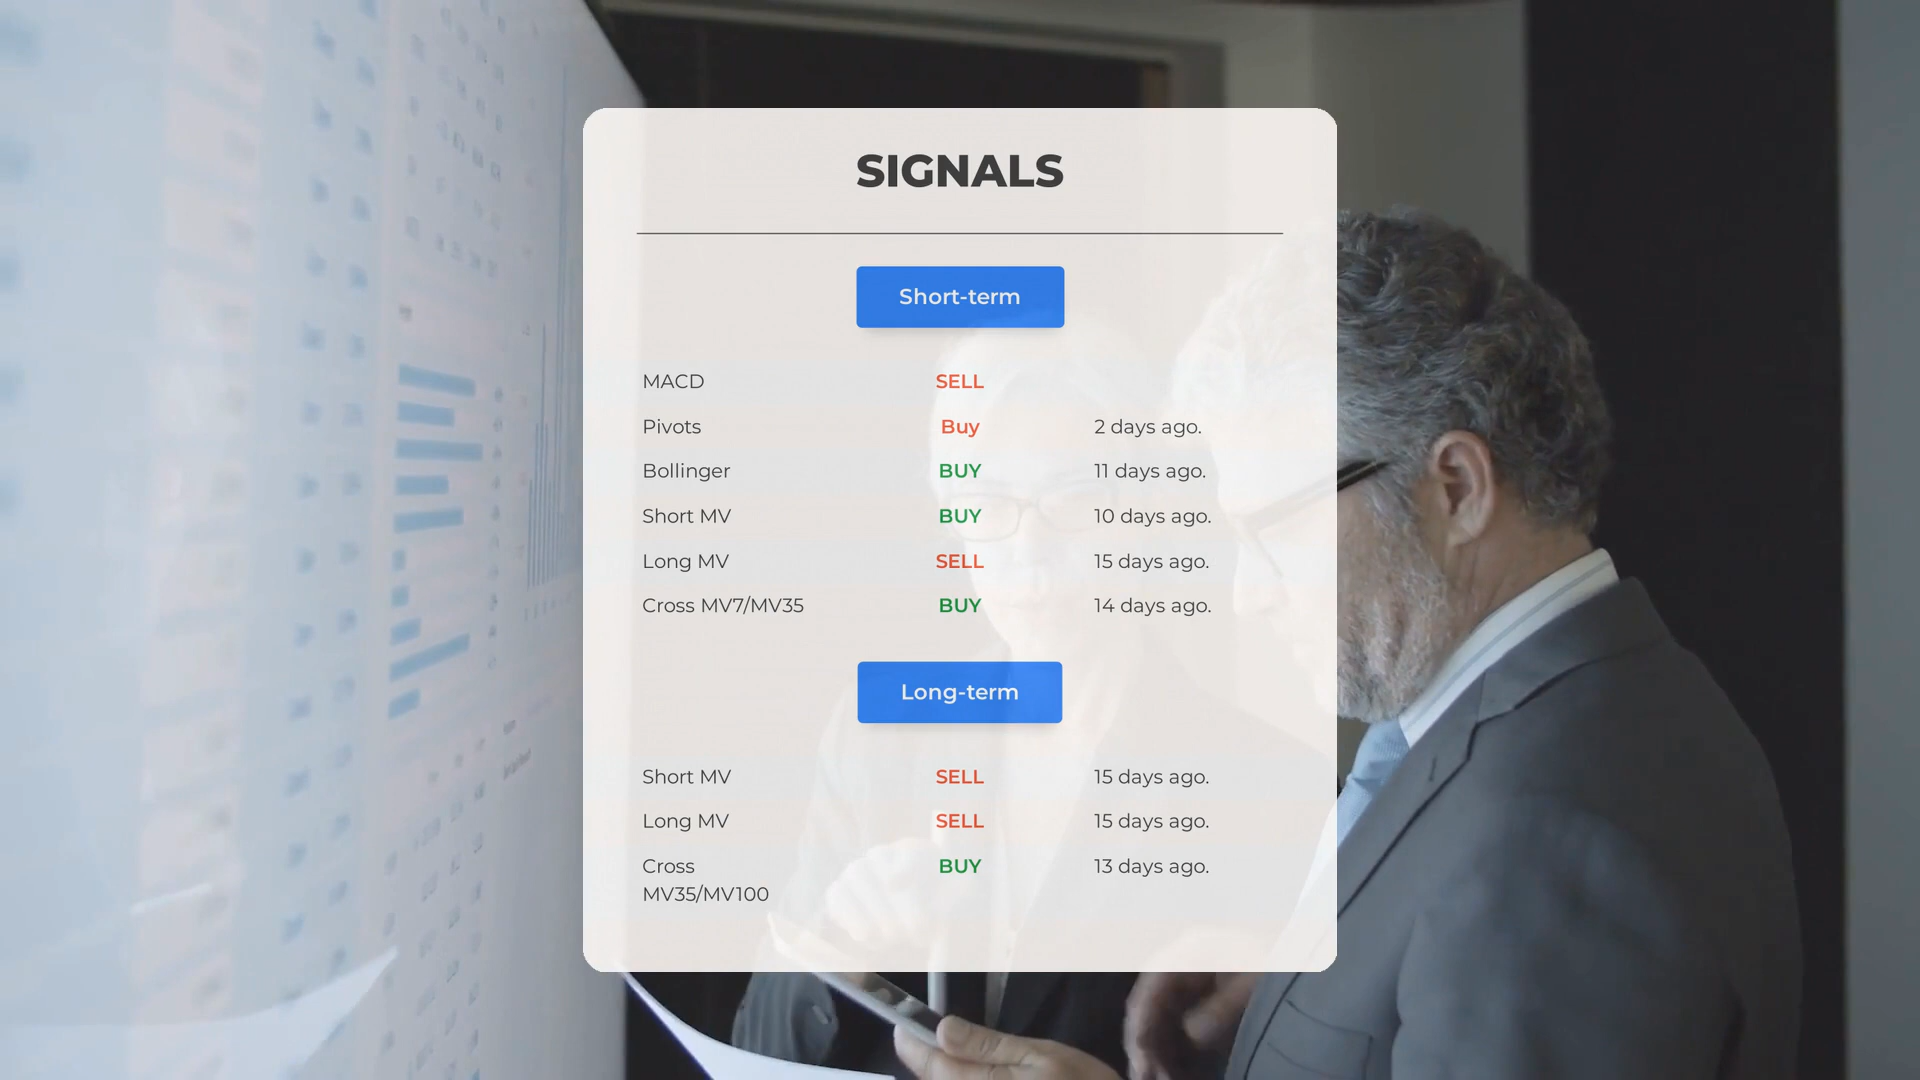 SIGNALS
Short-term
MACD SELL
Pivots Buy 2 days ago.
Bollinger BUY 11 days ago.
Short MV BUY 10 days ago.
Long MV SELL 15 days ago.
Cross MV7/MV35 BUY 14 days ago.
Long-term
Short MV SELL 15 days ago.
Long MV SELL 15 days ago.
Cross BUY 13 days ago.
MV35/MV100